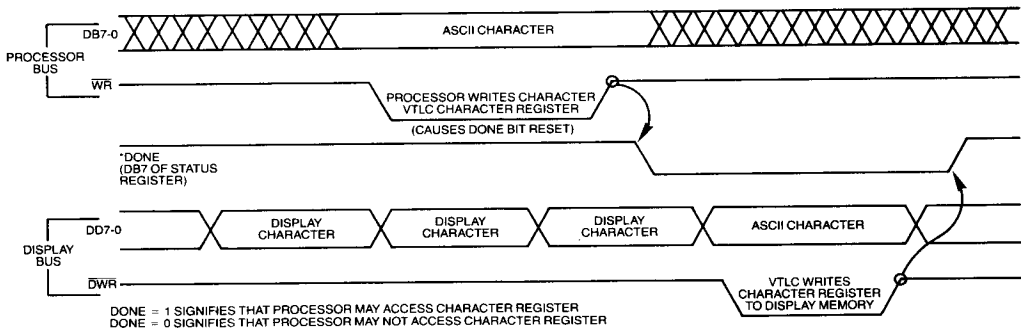 DB7-0
ASCII CHARACTER
PROCESSOR
BUS
WR
PROCESSOR WRITES CHARACTER
VTLC CHARACTER REGISTER
(CAUSES DONE BIT RESET)
*DONE
(DB7 OF STATUS
REGISTER)
DD7-0
DISPLAY
CHARACTER
DISPLAY
CHARACTER
DISPLAY
CHARACTER
ASCII CHARACTER
DISPLAY
BUS
DWR
VTLC WRITES
CHARACTER REGISTER
TO DISPLAY MEMORY
DONE = 1 SIGNIFIES THAT PROCESSOR MAY ACCESS CHARACTER REGISTER
DONE = 0 SIGNIFIES THAT PROCESSOR MAY NOT ACCESS CHARACTER REGISTER